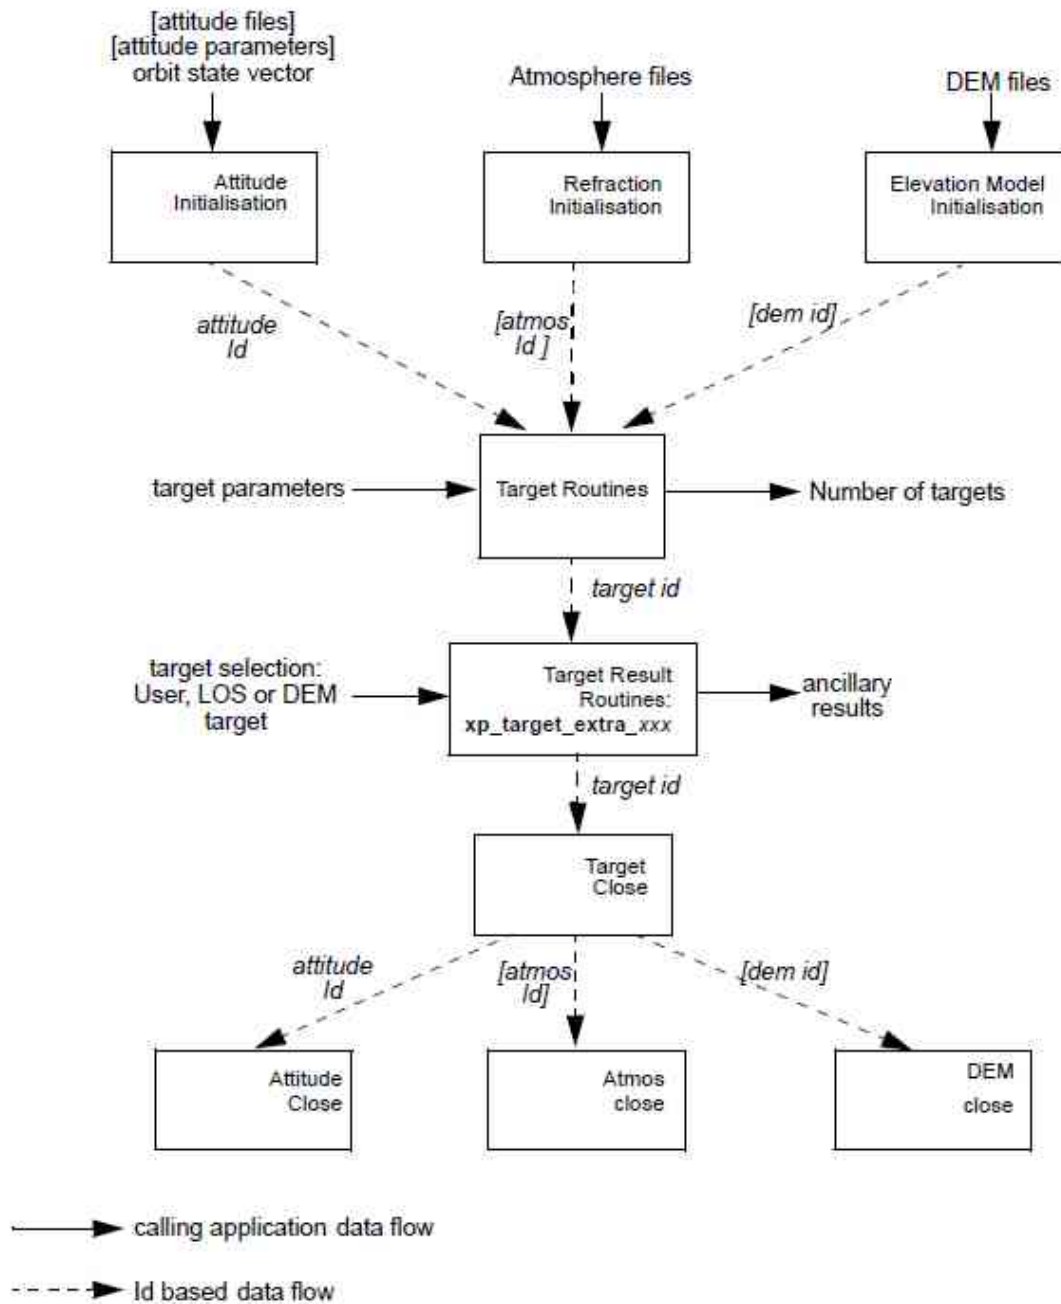 [attitude files]
[attitude parameters]
orbit state vector
Atmosphere files
DEM files
Attitude
Initialisation
Refraction
Initialisation
Elevation Model
Initialisation
attitude
Id
[atmos
Id ]
[dem id]
target parameters
Target Routines
Number of targets
target id
target selection:
User, LOS or DEM
target
Target Result
Routines:
xp_target_extra_xxx
ancillary
results
target id
Target
Close
attitude
Id
[atmos
Id]
[dem id]
Attitude
Close
Atmos
close
DEM
close
calling application data flow
Id based data flow